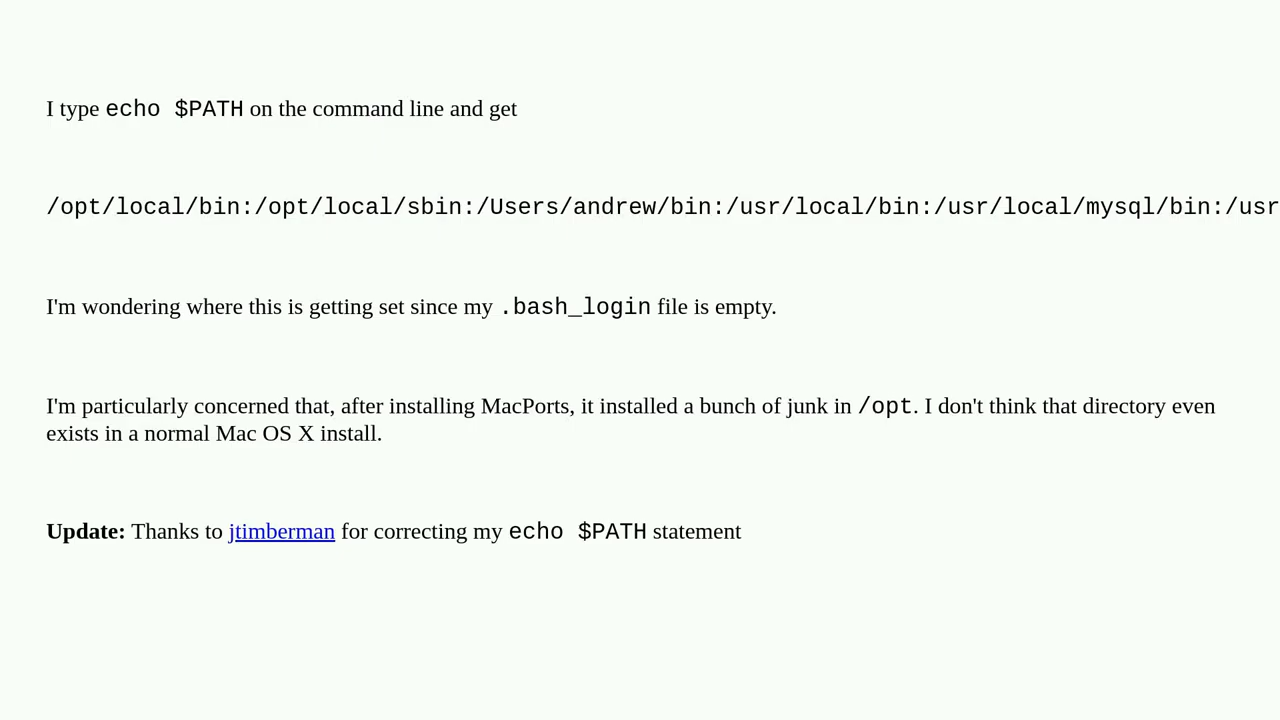 I type echo $PATH on the command line and get
/opt/local/bin:/opt/local/sbin:/Users/andrew/bin:/usr/local/bin:/usr/local/mysql/bin:/usr
I'm wondering where this is getting set since my .bash_login file is empty.
I'm particularly concerned that, after installing MacPorts, it installed a bunch of junk in /opt. I don't think that directory even
exists in a normal Mac OS X install.
Update: Thanks to jtimberman for correcting my echo $PATH statement